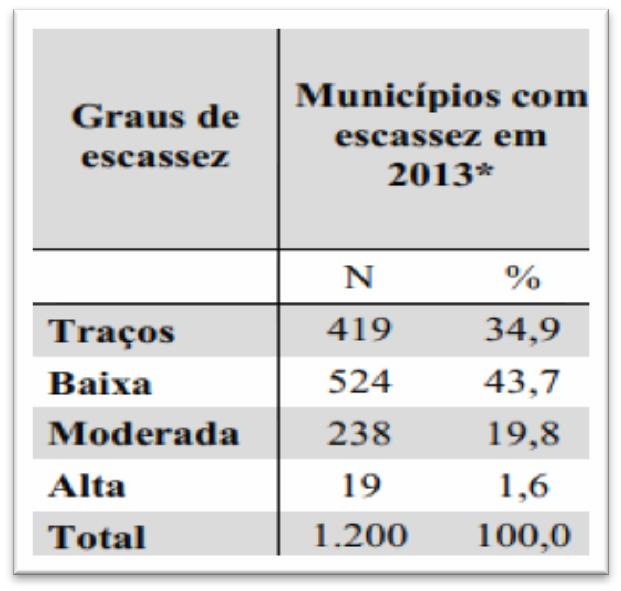 Graus de
escassez
Municípios com
escassez em
2013*
N %
Traços 419 34,9
Baixa 524 43,7
Moderada 238 19,8
Alta 19 1,6
Total 1.200 100,0